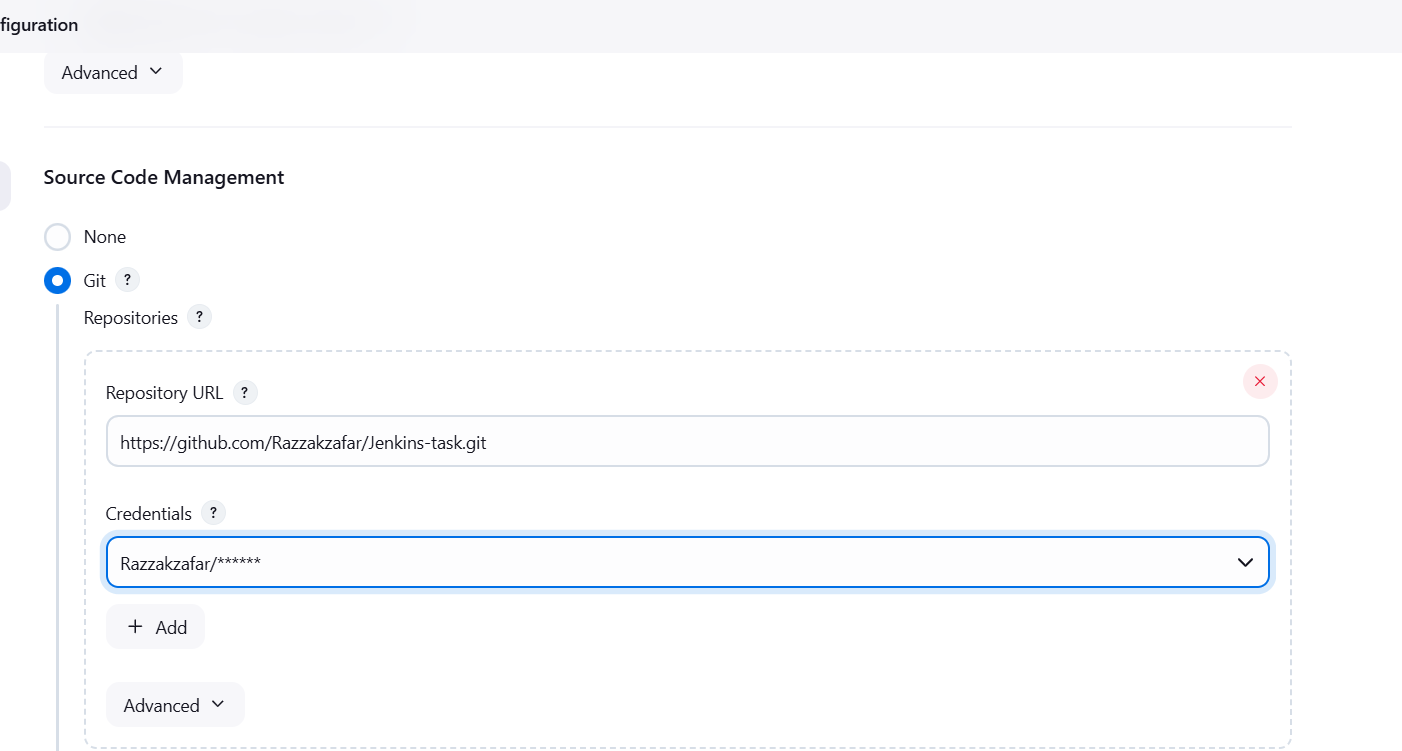 figuration
Advanced
Source Code Management
None
Git ?
Repositories ?
Repository URL ?
https://github.com/Razzakzafar/Jenkins-task.git
Credentials ?
Razzakzafar/******
+ Add
Advanced